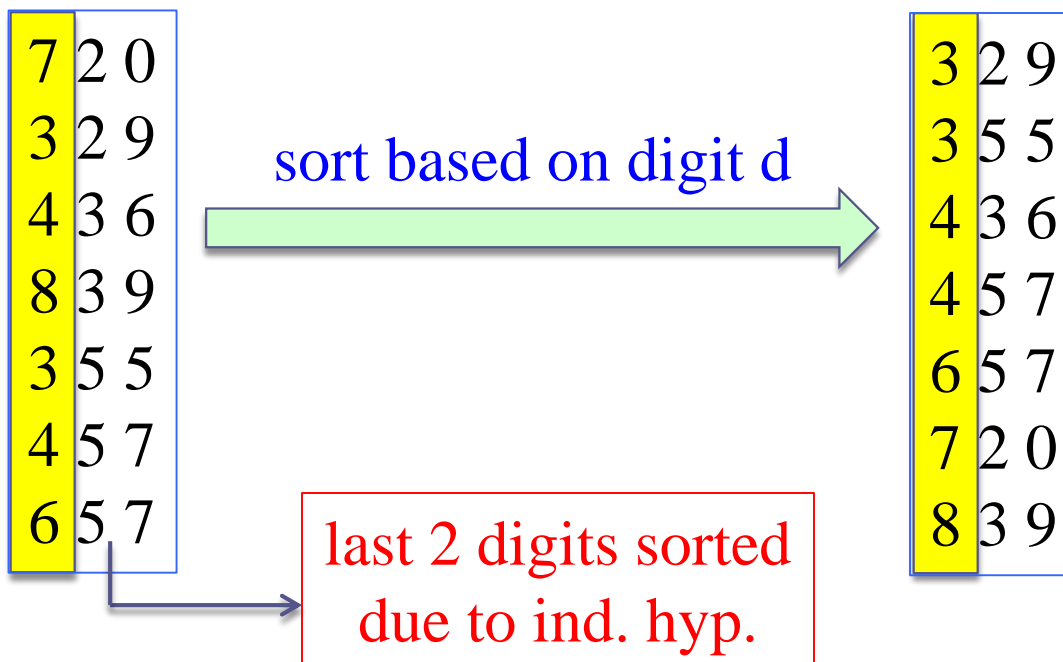 7 2 0
3 2 9
4 3 6
8 3 9
3 5 5
4 5 7
6 5 7
sort based on digit d
last 2 digits sorted
due to ind. hyp.
3 2 9
3 5 5
4 3 6
4 5 7
6 5 7
7 2 0
8 3 9